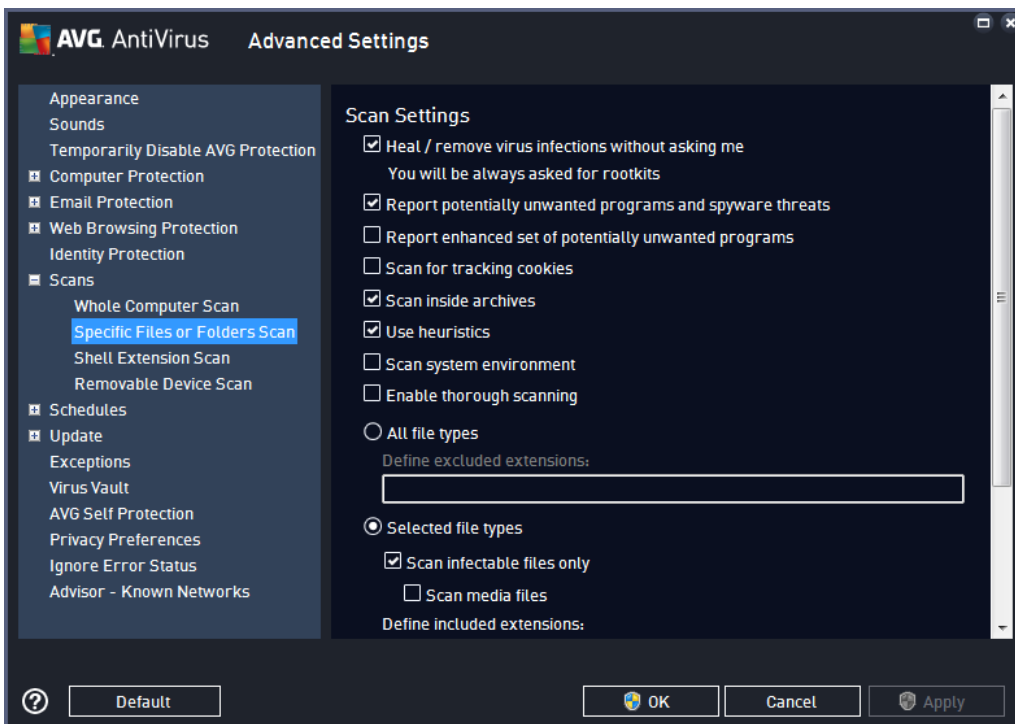 AVG. AntiVirus Advanced Settings
Appearance
Sounds
Temporarily Disable AVG Protection
Computer Protection
Email Protection
Web Browsing Protection
Identity Protection
Scans
Whole Computer Scan
Specific Files or Folders Scan
Shell Extension Scan
Removable Device Scan
Schedules
Update
Exceptions
Virus Vault
AVG Self Protection
Privacy Preferences
Ignore Error Status
Advisor - Known Networks
Scan Settings
Heal / remove virus infections without asking me
You will be always asked for rootkits
Report potentially unwanted programs and spyware threats
Report enhanced set of potentially unwanted programs
Scan for tracking cookies
Scan inside archives
Use heuristics
Scan system environment
Enable thorough scanning
All file types
Define excluded extensions:
Selected file types
Scan infectable files only
Scan media files
Define included extensions:
? Default OK Cancel Apply